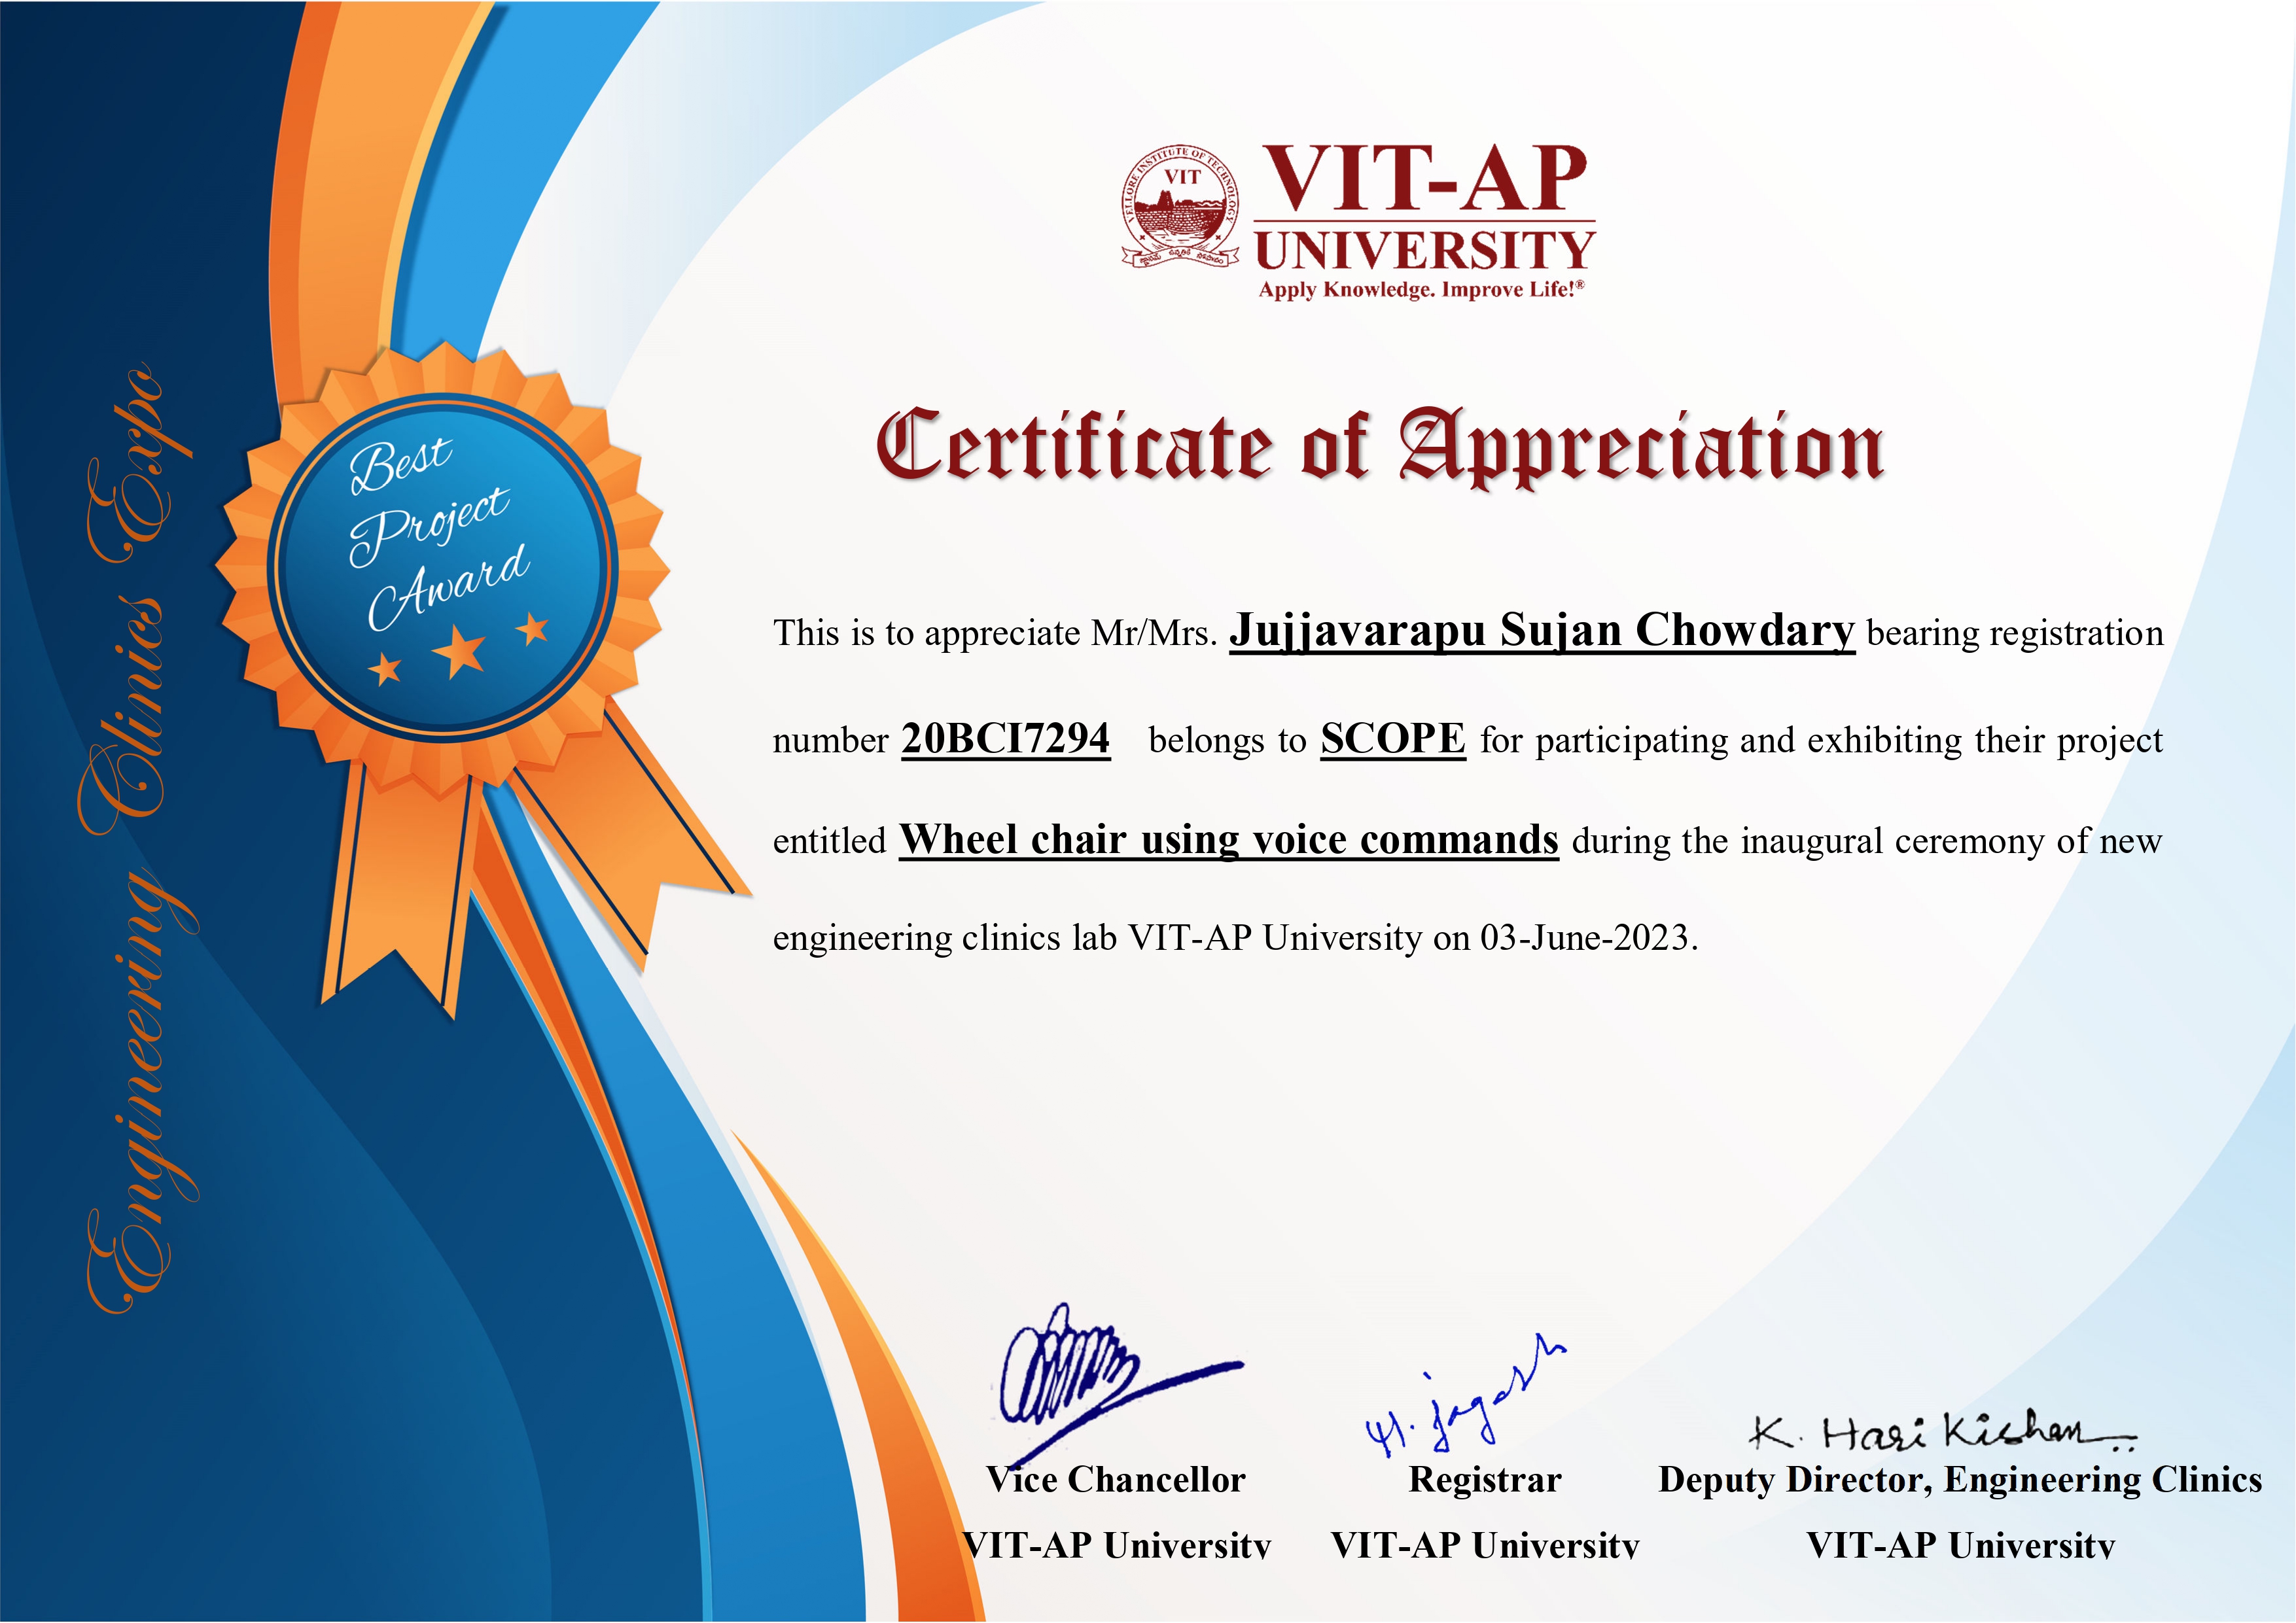 Engineering Clinics Expo
Best
Project
Award
VELLORE INSTITUTE OF TECHNOLOGY
VIT
VIT-AP
UNIVERSITY
Apply Knowledge. Improve Life!®
Certificate of Appreciation
This is to appreciate Mr/Mrs. Jujjavarapu Sujan Chowdary bearing registration
number 20BCI7294 belongs to SCOPE for participating and exhibiting their project
entitled Wheel chair using voice commands during the inaugural ceremony of new
engineering clinics lab VIT-AP University on 03-June-2023.
K. Hari Kishan
Vice Chancellor Registrar Deputy Director, Engineering Clinics
VIT-AP University VIT-AP University VIT-AP University